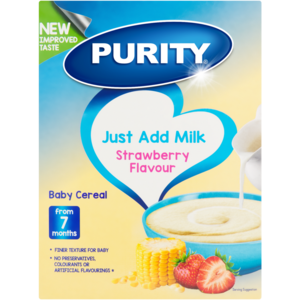 NEW
IMPROVED
TASTE
PURITY
Just Add Milk
Strawberry
Flavour
Baby Cereal
from
7
months
• FINER TEXTURE FOR BABY
• NO PRESERVATIVES,
COLOURANTS OR
ARTIFICIAL FLAVOURINGS